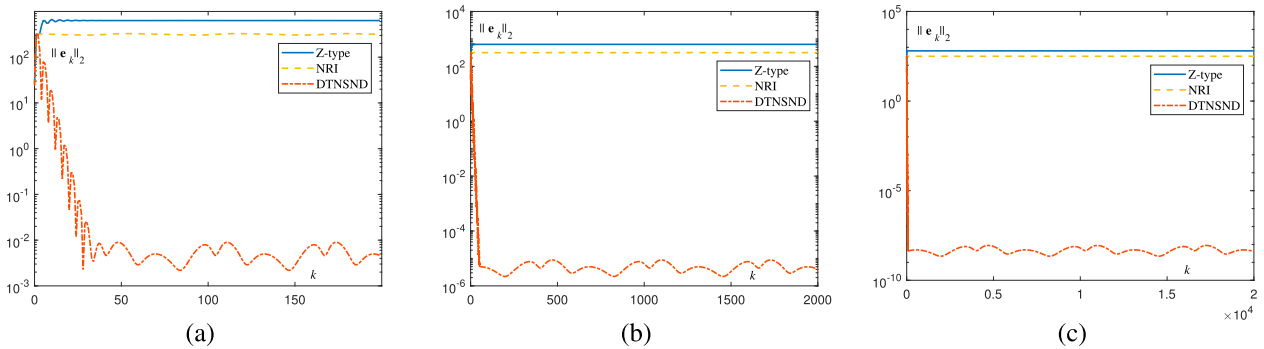 10^2
10^1
10^0
10^-1
10^-2
10^-3
0
50
100
150
|| e_k ||_2
Z-type
NRI
DTNSND
k
(a)
10^4
10^2
10^0
10^-2
10^-4
10^-6
0
500
1000
1500
2000
|| e_k ||_2
Z-type
NRI
DTNSND
k
(b)
10^5
10^0
10^-5
10^-10
0
0.5
1
1.5
2
×10^4
|| e_k ||_2
Z-type
NRI
DTNSND
k
(c)